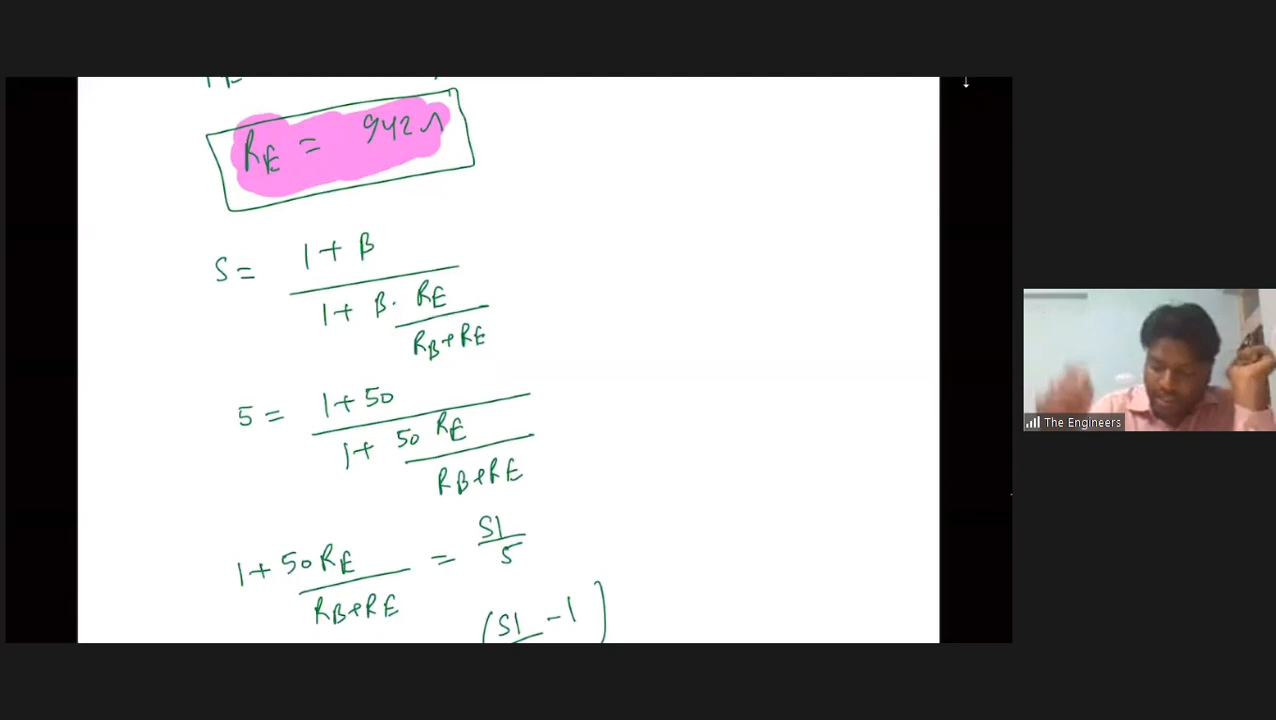 RE = 942Ω
S = 1 + β
1 + β · RE
RB+RE
5 = 1+50
1+ 50 RE
RB+RE
1+ 50 RE = 51
RB+RE 5
(51 - 1)
The Engineers